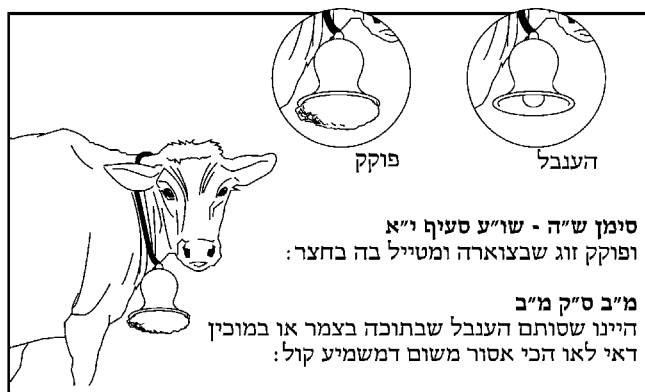 הענבל
פוקק
סימן ש״ה - שו״ע סעיף י״א
ופוקק זוג שבצוארה ומטייל בה בחצר:
מ״ב ס״ק מ״ב
היינו שסותם הענבל שבתוכה בצמר או במוכין
דאי לאו הכי אסור משום דמשמיע קול: